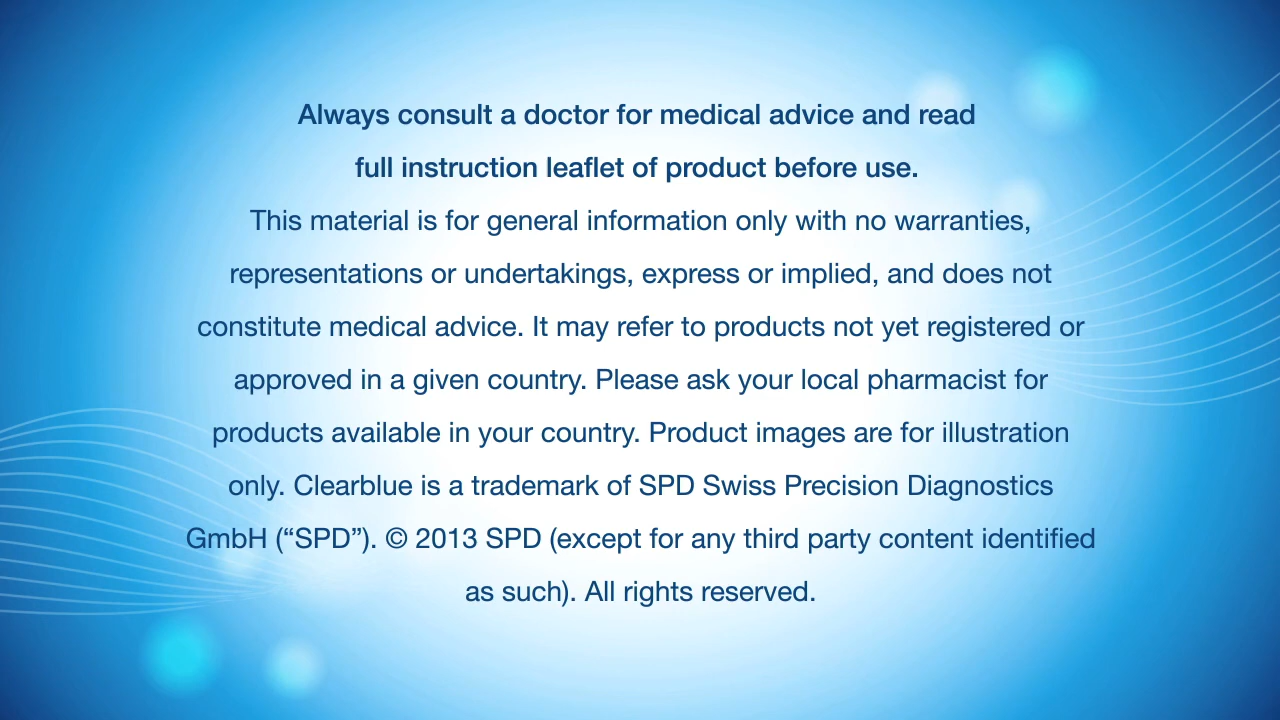 Always consult a doctor for medical advice and read
full instruction leaflet of product before use.
This material is for general information only with no warranties,
representations or undertakings, express or implied, and does not
constitute medical advice. It may refer to products not yet registered or
approved in a given country. Please ask your local pharmacist for
products available in your country. Product images are for illustration
only. Clearblue is a trademark of SPD Swiss Precision Diagnostics
GmbH (“SPD”). © 2013 SPD (except for any third party content identified
as such). All rights reserved.